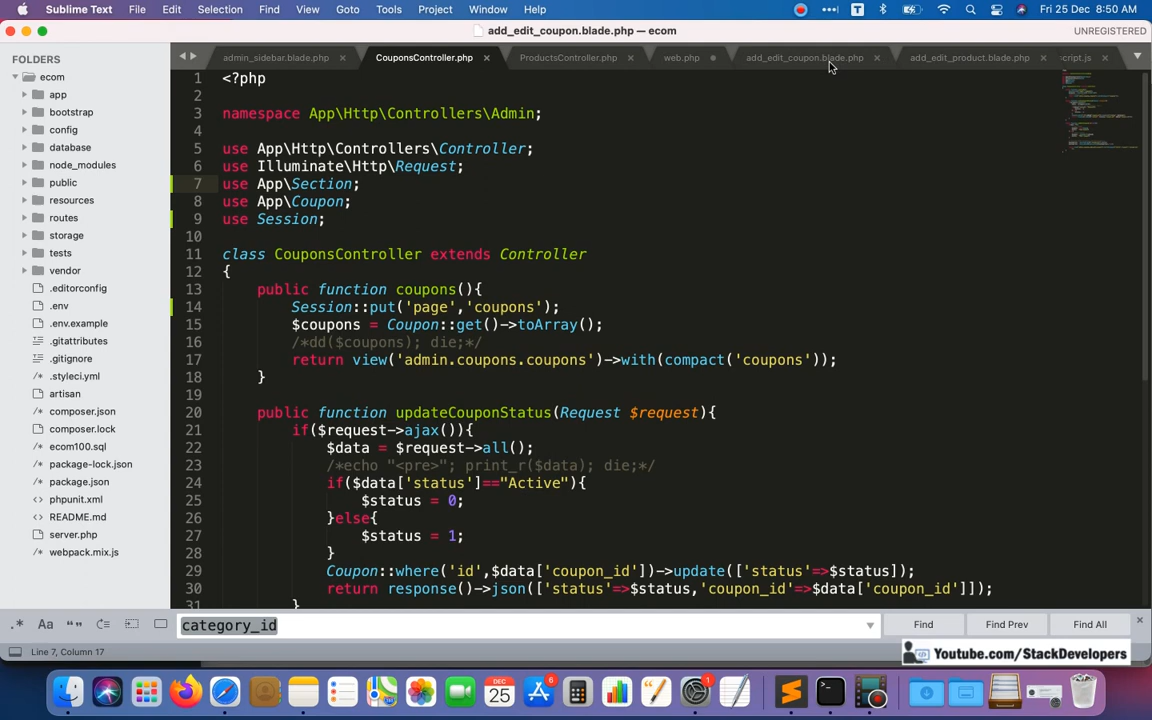 Sublime Text File Edit Selection Find View Goto Tools Project Window Help Fri 25 Dec 8:50 AM
add_edit_coupon.blade.php — ecom UNREGISTERED
FOLDERS
ecom
app
bootstrap
config
database
node_modules
public
resources
routes
storage
tests
vendor
.editorconfig
.env
.env.example
.gitattributes
.gitignore
.styleci.yml
artisan
composer.json
composer.lock
ecom100.sql
package-lock.json
package.json
phpunit.xml
README.md
server.php
webpack.mix.js
admin_sidebar.blade.php CouponsController.php ProductsController.php web.php add_edit_coupon.blade.php add_edit_product.blade.php cript.js
1 <?php
2
3 namespace App\Http\Controllers\Admin;
4
5 use App\Http\Controllers\Controller;
6 use Illuminate\Http\Request;
7 use App\Section;
8 use App\Coupon;
9 use Session;
10
11 class CouponsController extends Controller
12 {
13 public function coupons(){
14 Session::put('page','coupons');
15 $coupons = Coupon::get()->toArray();
16 /*dd($coupons); die;*/
17 return view('admin.coupons.coupons')->with(compact('coupons'));
18 }
19
20 public function updateCouponStatus(Request $request){
21 if($request->ajax()){
22 $data = $request->all();
23 /*echo "<pre>"; print_r($data); die;*/
24 if($data['status']=="Active"){
25 $status = 0;
26 }else{
27 $status = 1;
28 }
29 Coupon::where('id',$data['coupon_id'])->update(['status'=>$status]);
30 return response()->json(['status'=>$status,'coupon_id'=>$data['coupon_id']]);
31 }
.* Aa category_id Find Find Prev Find All
Line 7, Column 17
Youtube.com/StackDevelopers
DEC
25
6
1